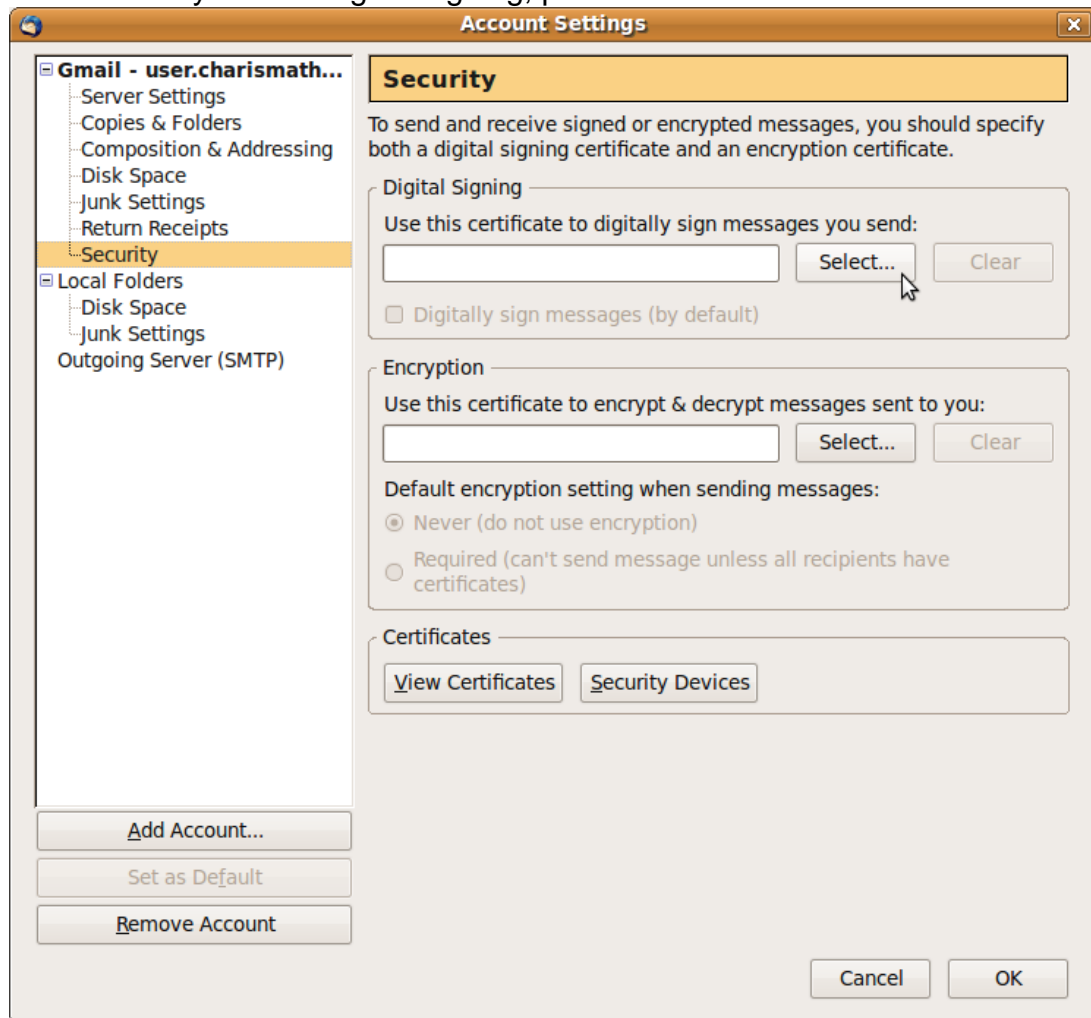 Account Settings
Gmail - user.charismath...
Server Settings
Copies & Folders
Composition & Addressing
Disk Space
Junk Settings
Return Receipts
Security
Local Folders
Disk Space
Junk Settings
Outgoing Server (SMTP)
Add Account...
Set as Default
Remove Account
Security
To send and receive signed or encrypted messages, you should specify
both a digital signing certificate and an encryption certificate.
Digital Signing
Use this certificate to digitally sign messages you send:
Select... Clear
Digitally sign messages (by default)
Encryption
Use this certificate to encrypt & decrypt messages sent to you:
Select... Clear
Default encryption setting when sending messages:
Never (do not use encryption)
Required (can't send message unless all recipients have
certificates)
Certificates
View Certificates Security Devices
Cancel OK